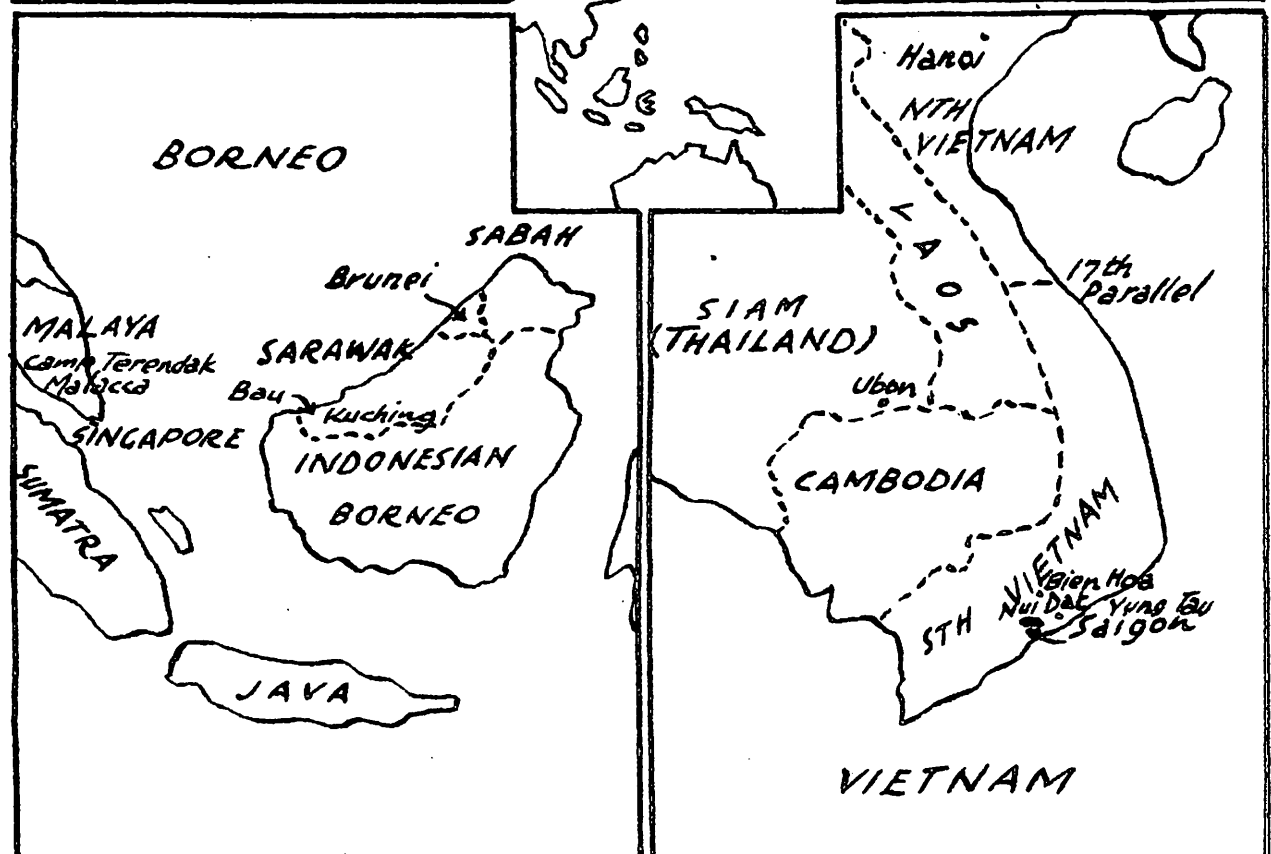 BORNEO
SABAH
Brunei
MALAYA
Camp Terendak
Malacca
SARAWAK
Bau
Kuching
SINGAPORE
INDONESIAN
BORNEO
SUMATRA
JAVA
Hanoi
NTH
VIETNAM
LAOS
17th
Parallel
SIAM
(THAILAND)
Ubon
CAMBODIA
STH VIETNAM
Bien Hoa
Nui Dat
Yung Tau
Saigon
VIETNAM